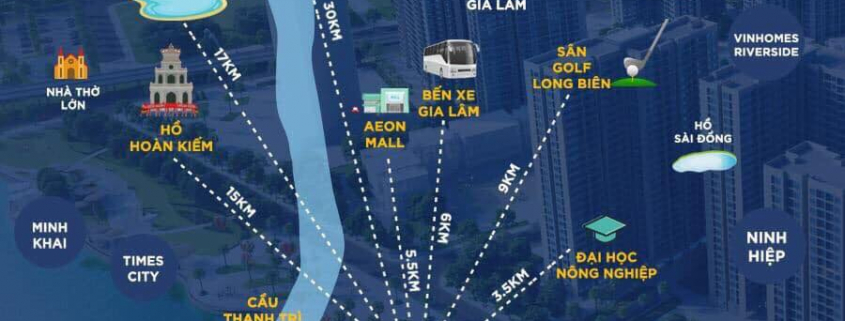 GIA LÂM
30KM
17KM
VINHOMES
RIVERSIDE
SÂN
GOLF
LONG BIÊN
NHÀ THỜ
LỚN
BẾN XE
GIA LÂM
AEON
MALL
HỒ
HOÀN KIẾM
HỒ
SÀI ĐỒNG
15KM
9KM
6KM
5.5KM
3.5KM
MINH
KHAI
TIMES
CITY
ĐẠI HỌC
NÔNG NGHIỆP
NINH
HIỆP
CẦU
THANH TRÌ